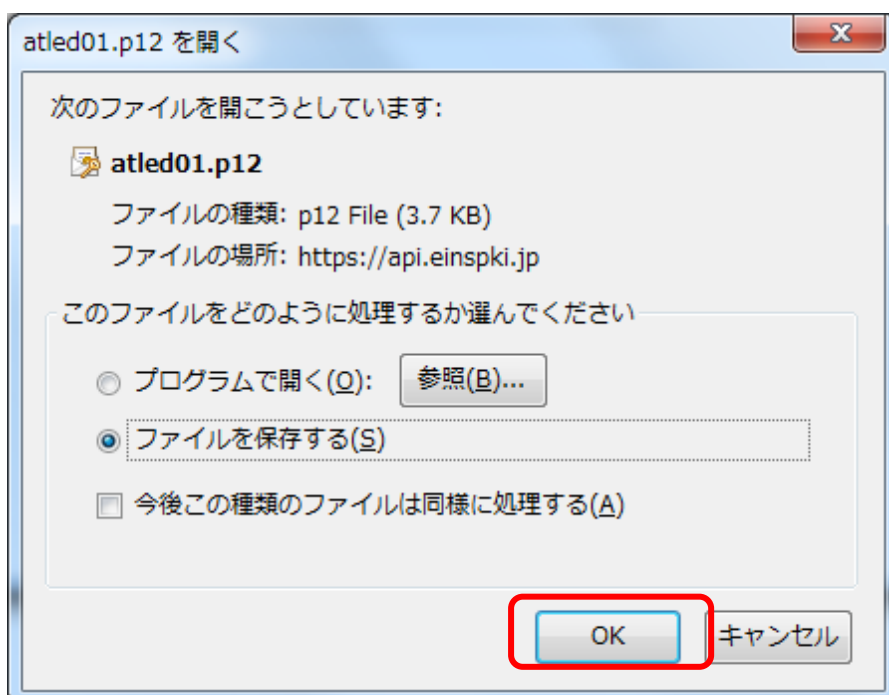 atled01.p12 を開く
次のファイルを開こうとしています:
atled01.p12
ファイルの種類: p12 File (3.7 KB)
ファイルの場所: https://api.einspki.jp
このファイルをどのように処理するか選んでください
プログラムで開く(O): 参照(B)...
ファイルを保存する(S)
今後この種類のファイルは同様に処理する(A)
OK キャンセル